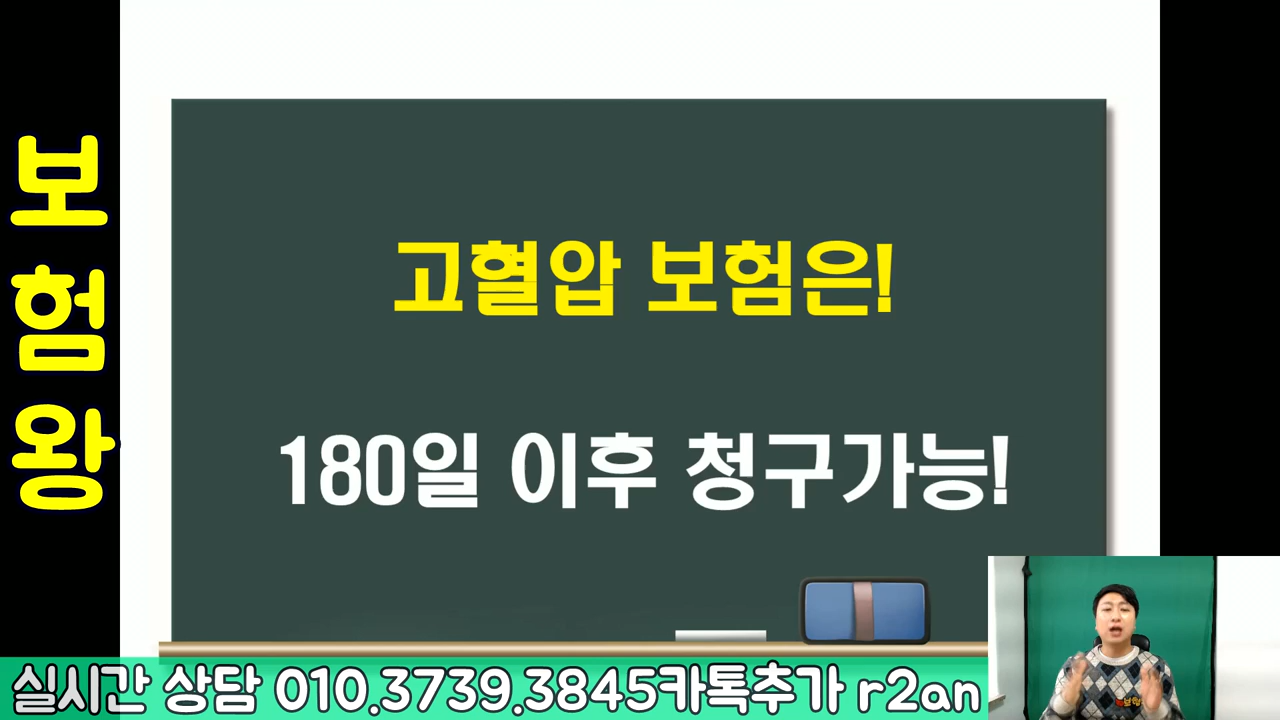 보험왕
고혈압 보험은!
180일 이후 청구가능!
실시간 상담 010.3739.3845카톡추가 r2an